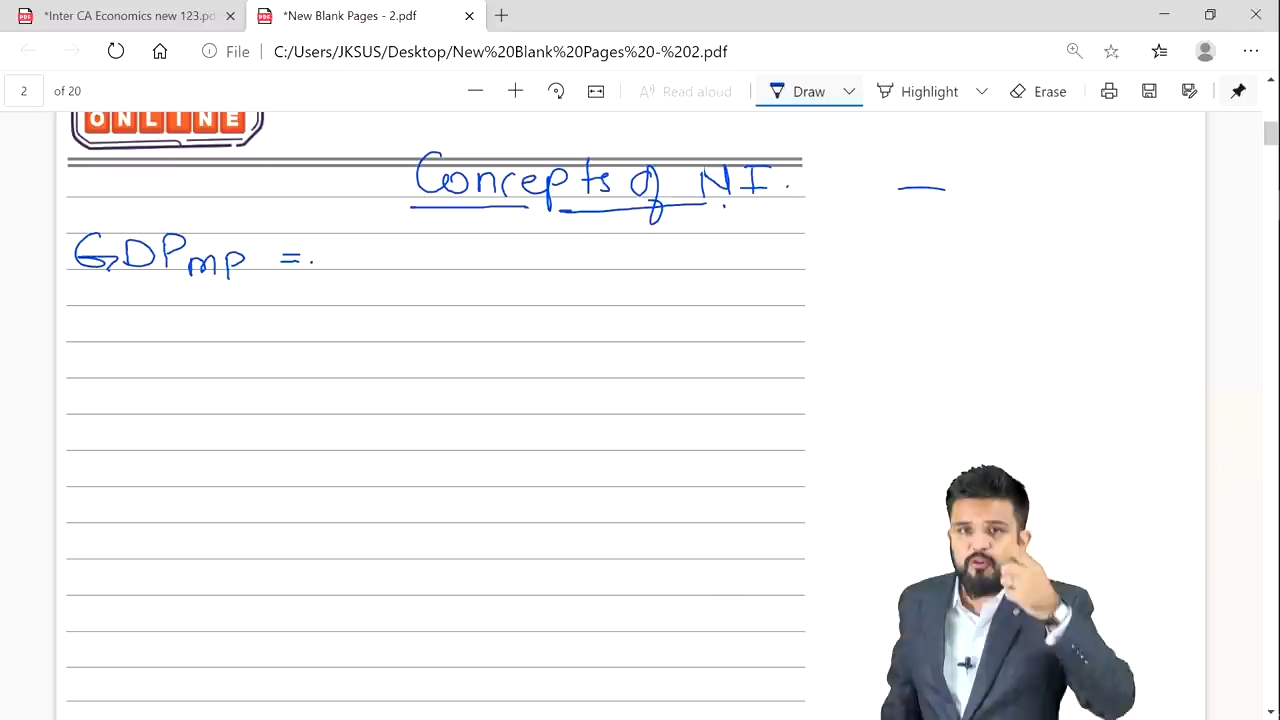 *Inter CA Economics new 123.pd
*New Blank Pages - 2.pdf
File
C:/Users/JKSUS/Desktop/New%20Blank%20Pages%20-%202.pdf
2 of 20
Read aloud
Draw
Highlight
Erase
ONLINE
Concepts of NI.
GDPMP =